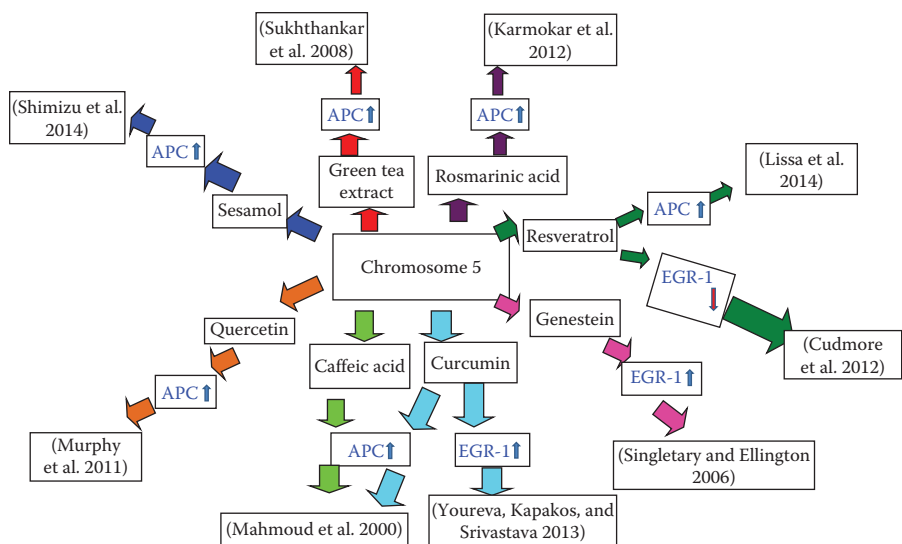 (Sukhthankar
et al. 2008)
(Karmokar et al.
2012)
(Shimizu et al.
2014)
APC
APC
APC
(Lissa et al.
2014)
Green tea
extract
Rosmarinic acid
Sesamol
APC
Resveratrol
Chromosome 5
EGR-1
Quercetin
Genestein
Caffeic acid
Curcumin
(Cudmore
et al. 2012)
APC
EGR-1
(Murphy
et al. 2011)
APC
EGR-1
(Singletary and Ellington
2006)
(Mahmoud et al. 2000)
(Youreva, Kapakos, and
Srivastava 2013)